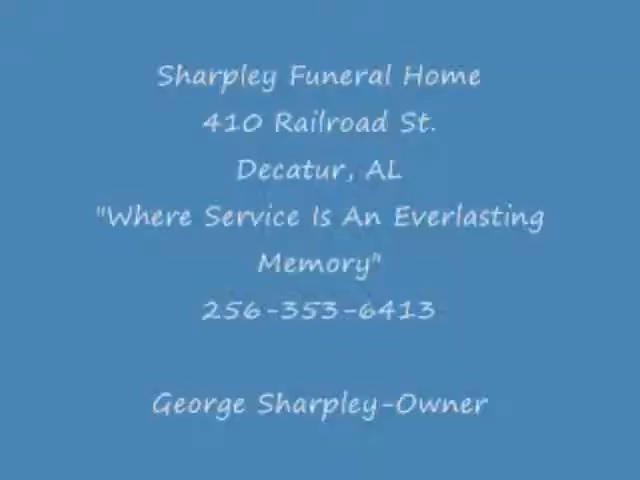 Sharpley Funeral Home
410 Railroad St.
Decatur, AL
"Where Service Is An Everlasting
Memory"
256-353-6413
George Sharpley-Owner